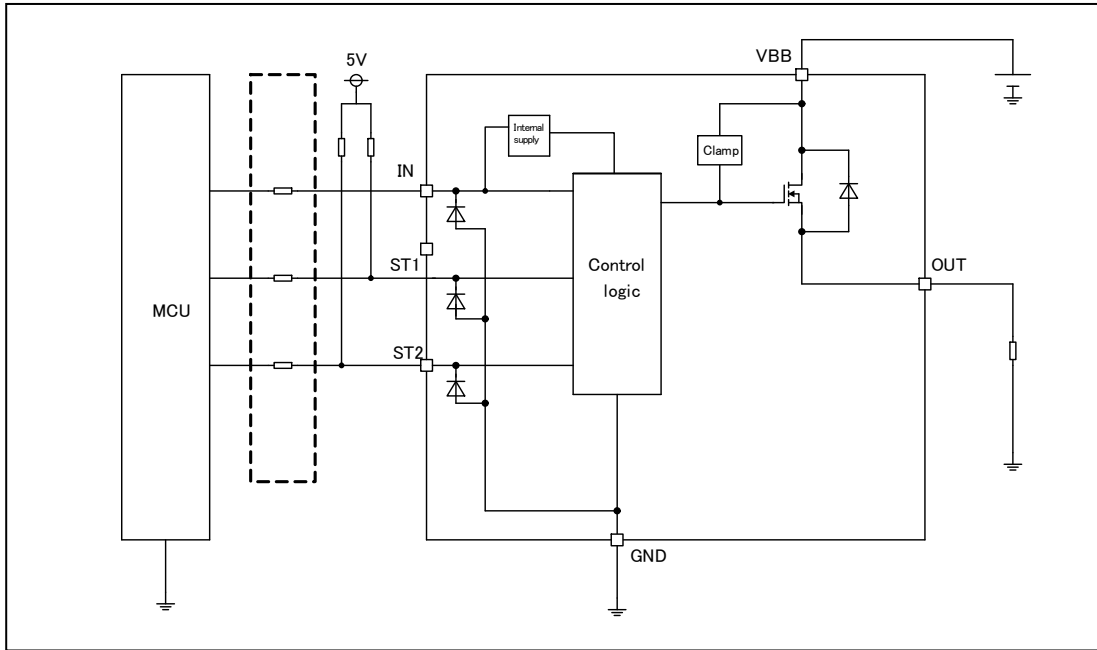 VBB
5V
Internal
supply
IN
Clamp
ST1
Control
logic
OUT
MCU
ST2
GND